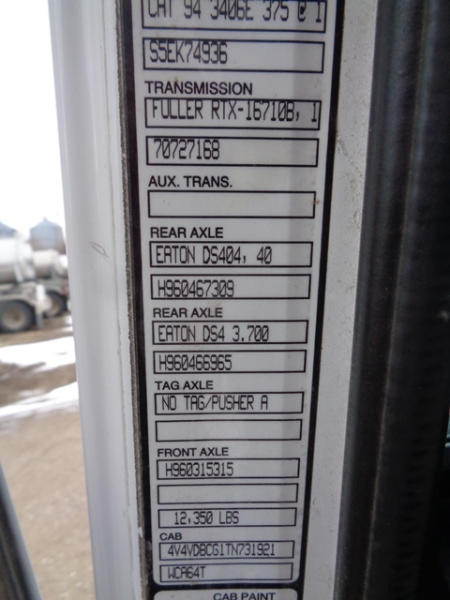 CAT 94 3406E 375 @ 1
S5EK74936
TRANSMISSION
FULLER RTX-16710B, 1
70727168
AUX. TRANS.
REAR AXLE
EATON DS404, 40
H960467309
REAR AXLE
EATON DS4 3.700
H960466965
TAG AXLE
NO TAG/PUSHER A
FRONT AXLE
H960315315
12,350 LBS
CAB
4V4VDBCG1TN731921
WCA64T
CAB PAINT